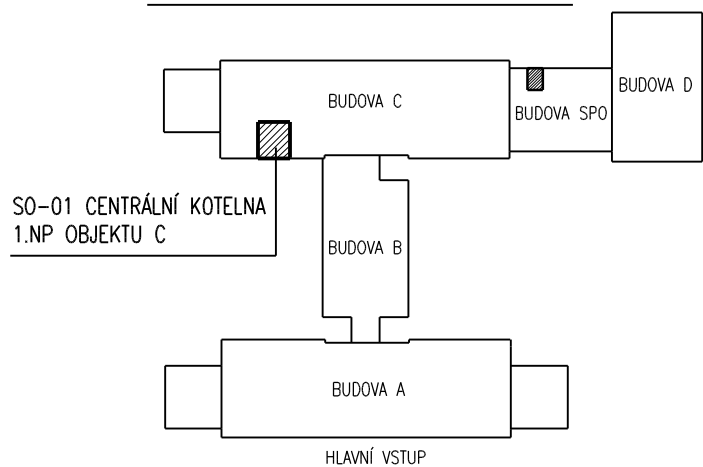 BUDOVA C
BUDOVA SPO
BUDOVA D
SO-01 CENTRÁLNÍ KOTELNA
1.NP OBJEKTU C
BUDOVA B
BUDOVA A
HLAVNÍ VSTUP